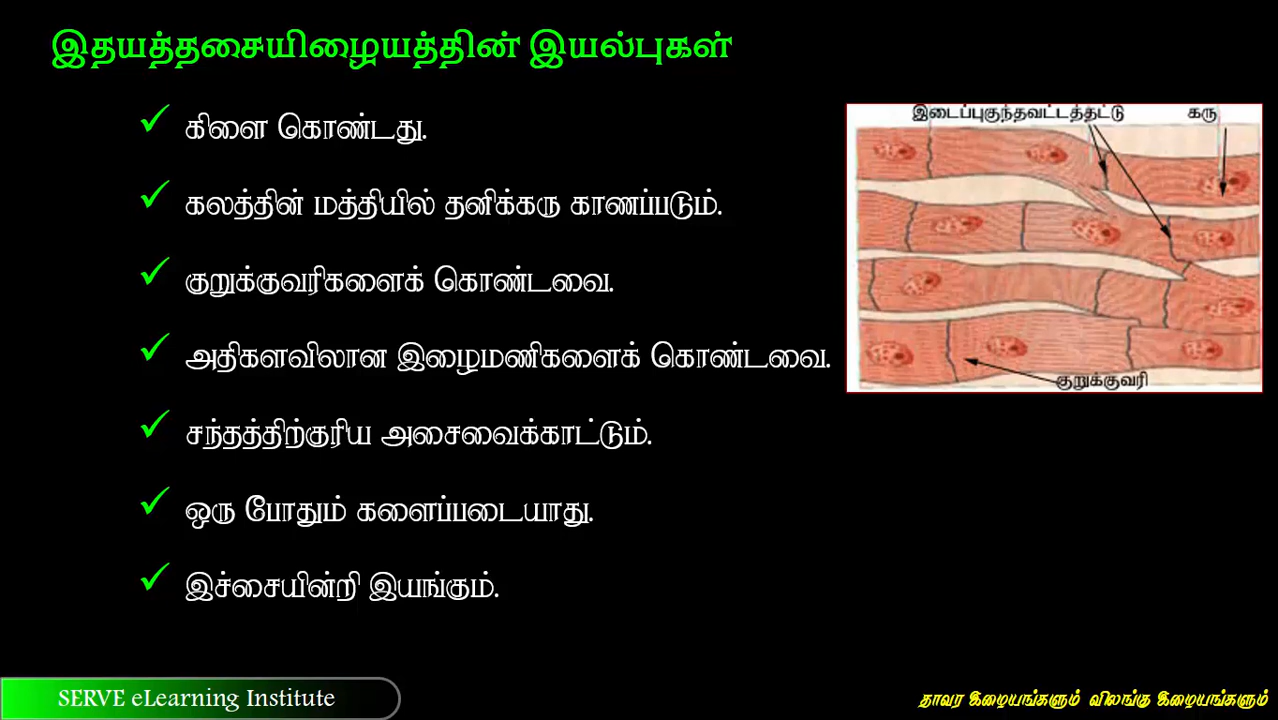 இதயத்தசையிழையத்தின் இயல்புகள்
கிளை கொண்டது.
கலத்தின் மத்தியில் தனிக்கரு காணப்படும்.
குறுக்குவரிகளைக் கொண்டவை.
அதிகளவிலான இழைமணிகளைக் கொண்டவை.
சந்தத்திற்குரிய அசைவைக்காட்டும்.
ஒரு போதும் களைப்படையாது.
இச்சையின்றி இயங்கும்.
இடைப்புகுந்தவட்டத்தட்டு கரு
குறுக்குவரி
SERVE eLearning Institute
தாவர இழையங்களும் விலங்கு இழையங்களும்